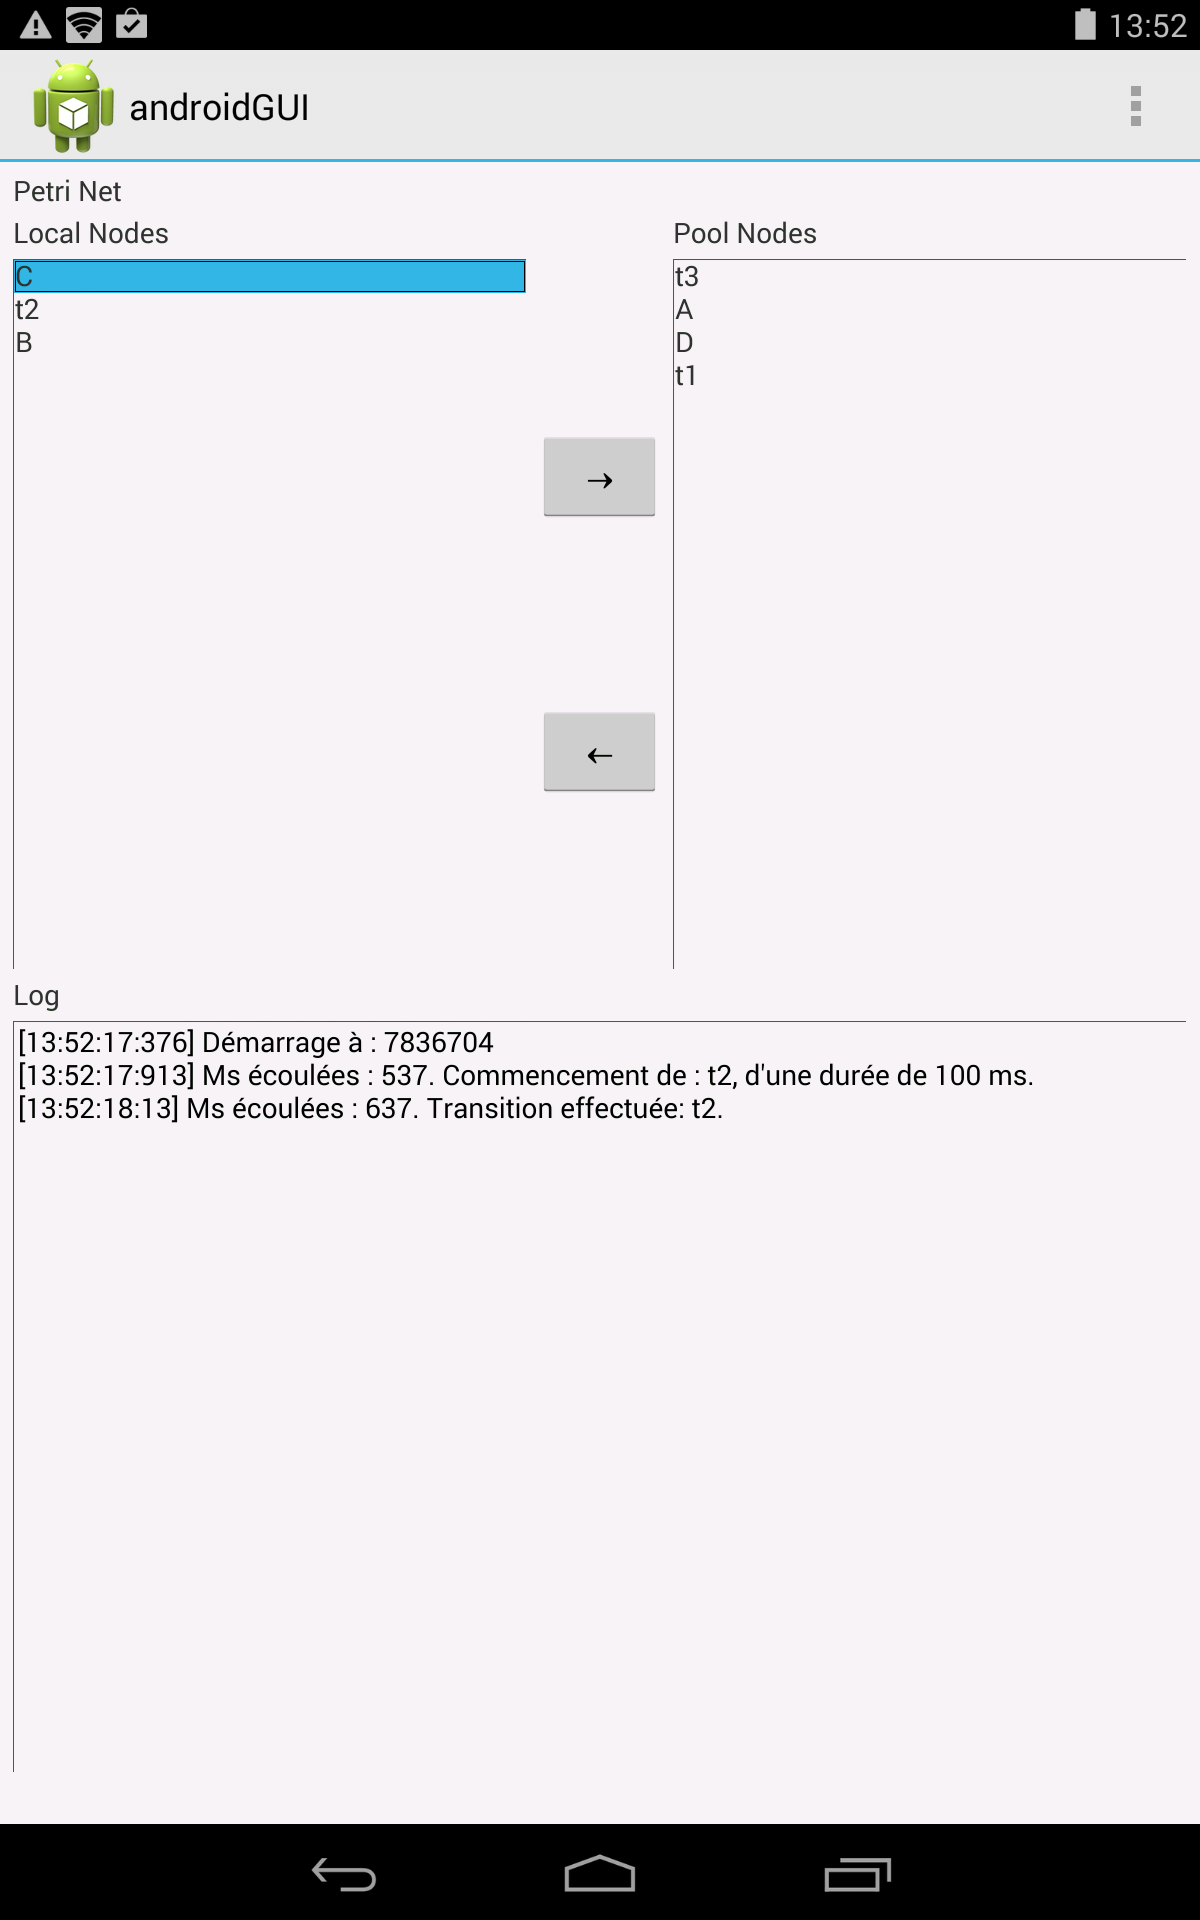 13:52
androidGUI
Petri Net
Local Nodes
Pool Nodes
C
t2
B
t3
A
D
t1
→
←
Log
[13:52:17:376] Démarrage à : 7836704
[13:52:17:913] Ms écoulées : 537. Commencement de : t2, d'une durée de 100 ms.
[13:52:18:13] Ms écoulées : 637. Transition effectuée: t2.